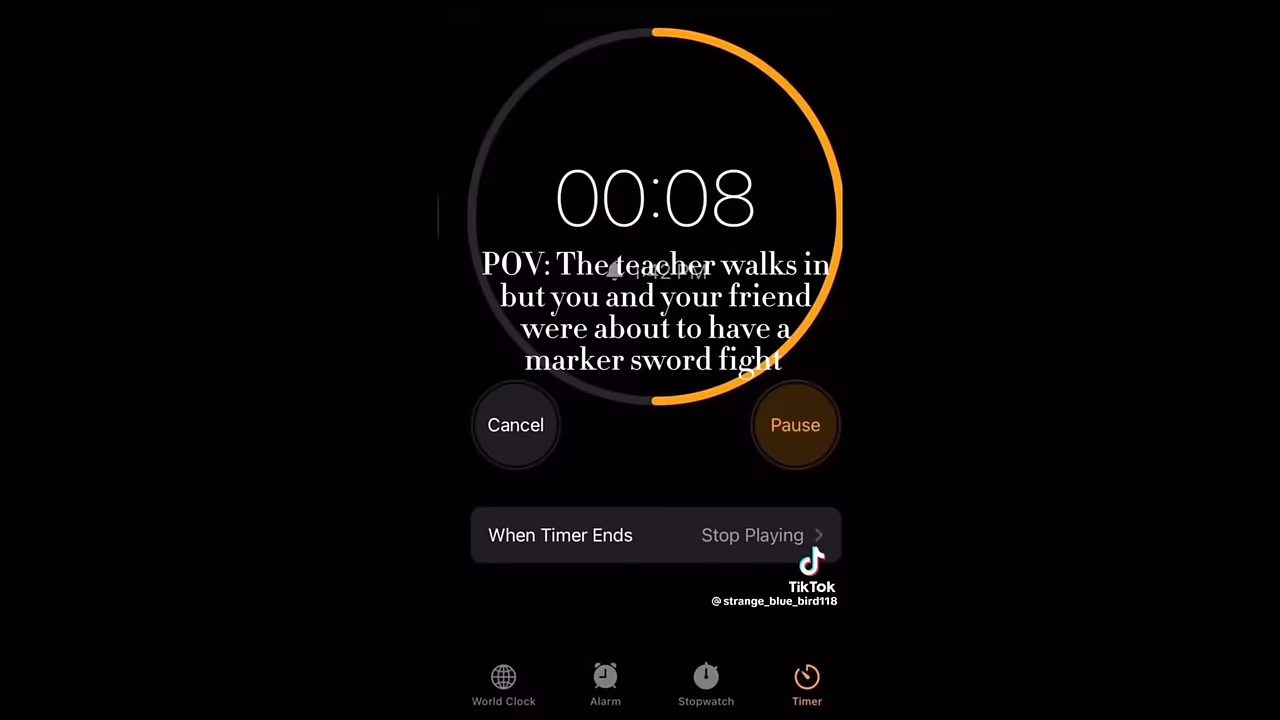 00:08
POV: The teacher walks in
but you and your friend
were about to have a
marker sword fight
Cancel
Pause
When Timer Ends
Stop Playing
TikTok
@strange_blue_bird118
World Clock
Alarm
Stopwatch
Timer